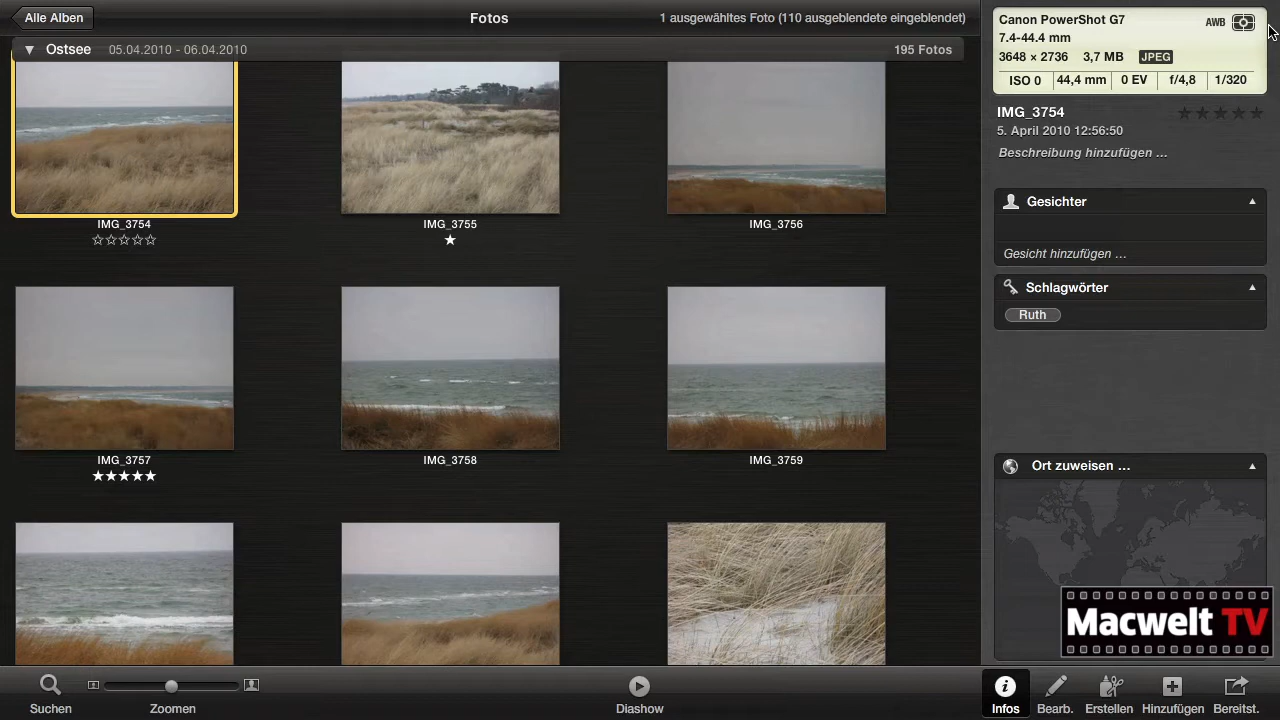 Alle Alben
Fotos
1 ausgewähltes Foto (110 ausgeblendete eingeblendet)
Ostsee 05.04.2010 - 06.04.2010
195 Fotos
IMG_3754
IMG_3755
IMG_3756
IMG_3757
IMG_3758
IMG_3759
Canon PowerShot G7
AWB
7.4-44.4 mm
3648 × 2736 3,7 MB JPEG
ISO 0 44,4 mm 0 EV f/4,8 1/320
IMG_3754
5. April 2010 12:56:50
Beschreibung hinzufügen ...
Gesichter
Gesicht hinzufügen ...
Schlagwörter
Ruth
Ort zuweisen ...
Macwelt TV
Suchen
Zoomen
Diashow
Infos
Bearb.
Erstellen
Hinzufügen
Bereitst.